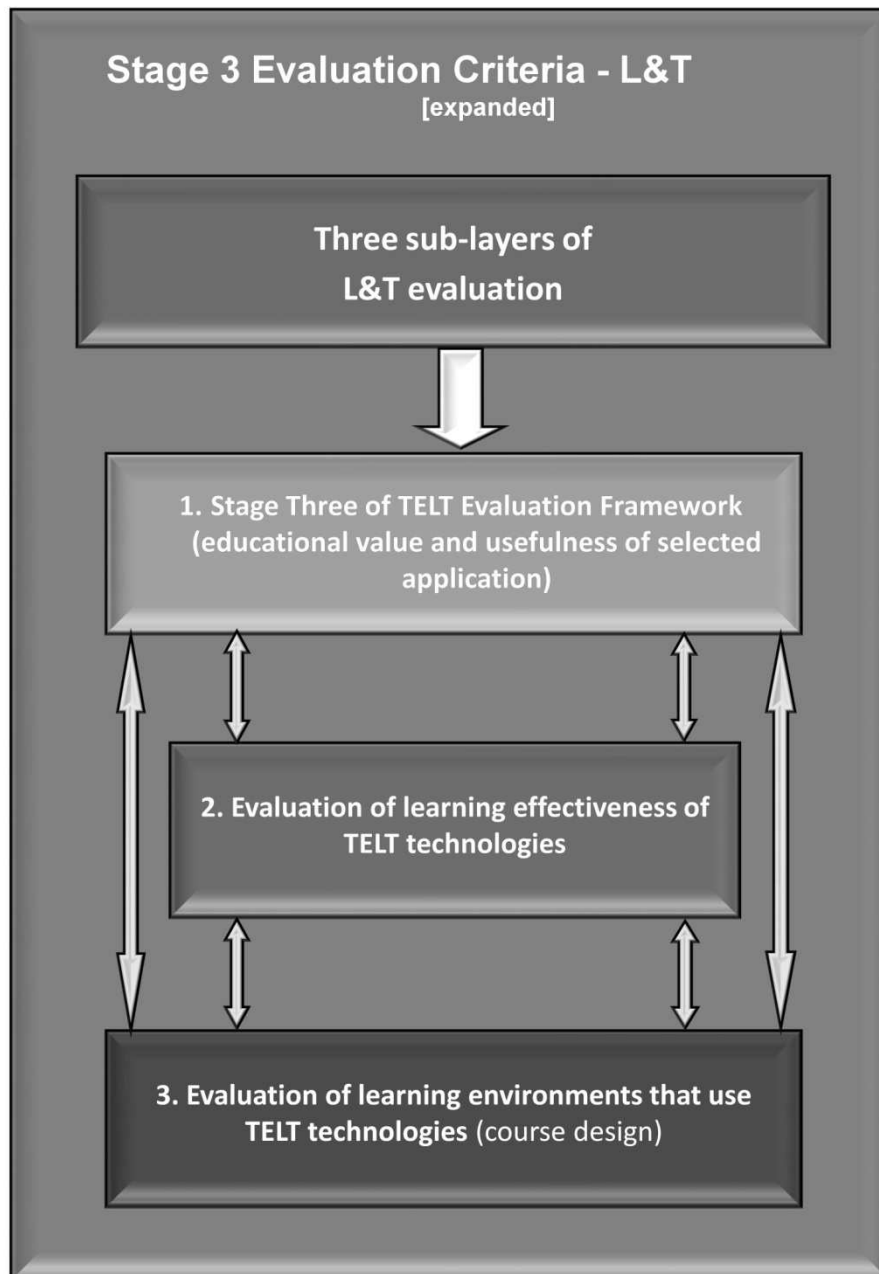 Stage 3 Evaluation Criteria - L&T
[expanded]
Three sub-layers of
L&T evaluation
1. Stage Three of TELT Evaluation Framework
(educational value and usefulness of selected
application)
2. Evaluation of learning effectiveness of
TELT technologies
3. Evaluation of learning environments that use
TELT technologies (course design)